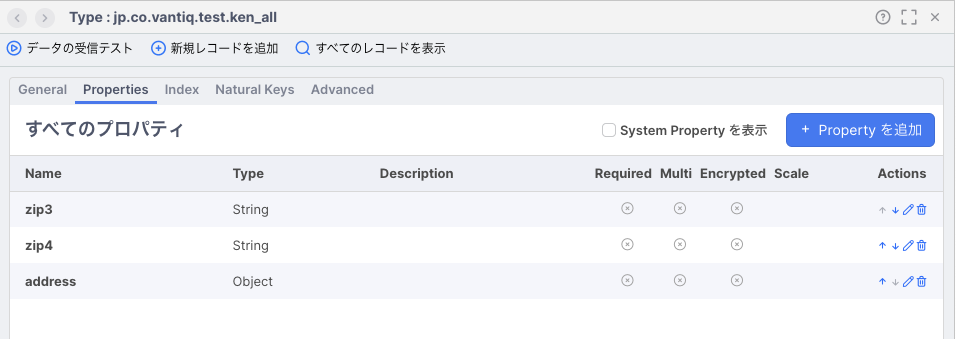 Type : jp.co.vantiq.test.ken_all
データの受信テスト 新規レコードを追加 すべてのレコードを表示
General Properties Index Natural Keys Advanced
すべてのプロパティ System Property を表示 + Property を追加
Name Type Description Required Multi Encrypted Scale Actions
zip3 String
zip4 String
address Object